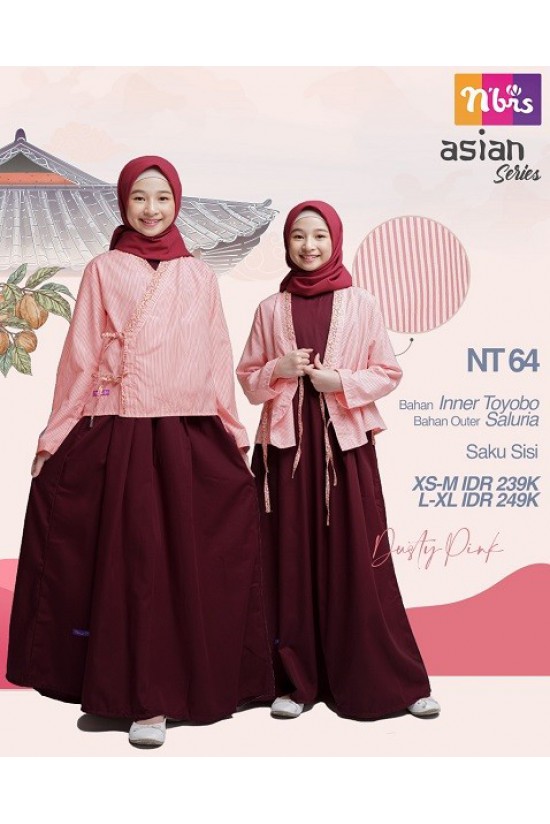 n'brs
asian
Series
NT 64
Bahan Inner Toyobo
Bahan Outer Saluria
Saku Sisi
XS-M IDR 239K
L-XL IDR 249K
Dusty Pink